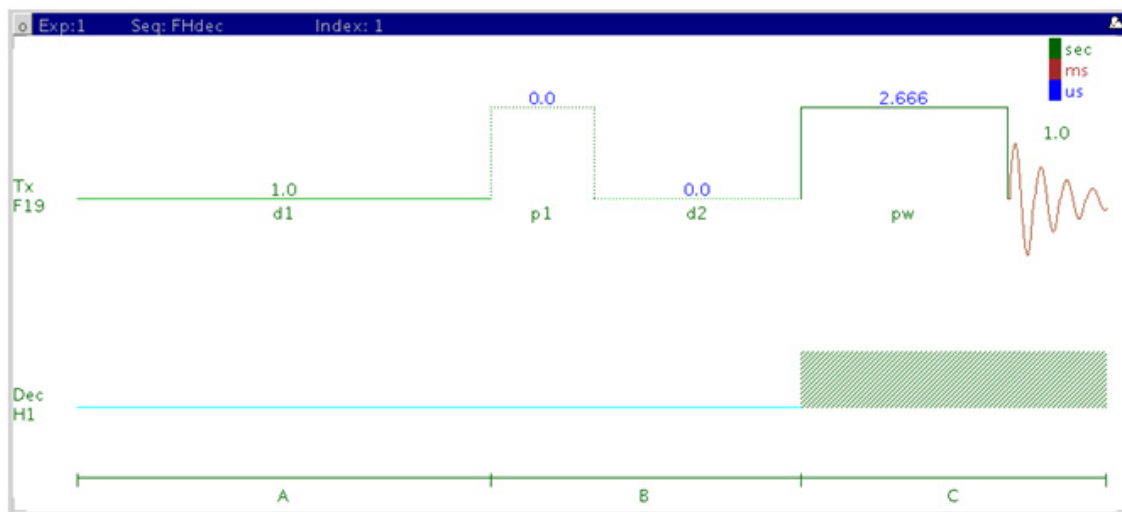 o Exp:1 Seq: FHdec Index: 1
sec
ms
us
0.0 2.666
1.0
Tx 1.0 0.0
F19 d1 p1 d2 pw
Dec
H1
A B C